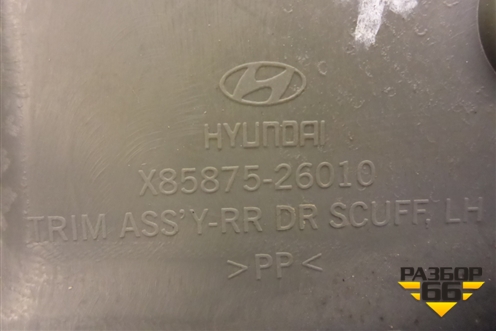 HYUNDAI
X85875-26010
TRIM ASS'Y-RR DR SCUFF, LH
>PP<
РАЗБОР
66